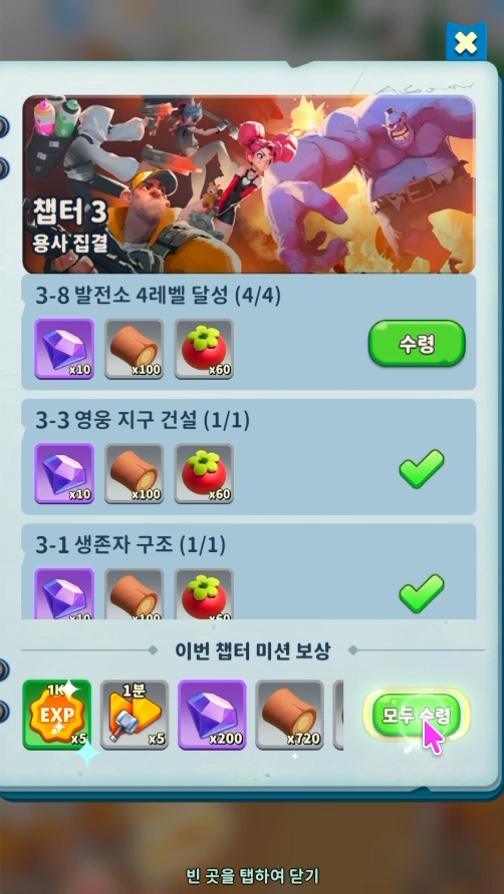 챕터 3
용사 집결
3-8 발전소 4레벨 달성 (4/4)
x10
x100
x60
수령
3-3 영웅 지구 건설 (1/1)
x10
x100
x60
3-1 생존자 구조 (1/1)
이번 챕터 미션 보상
1K
EXP
x5
1분
x5
x200
x720
모두 수령
빈 곳을 탭하여 닫기